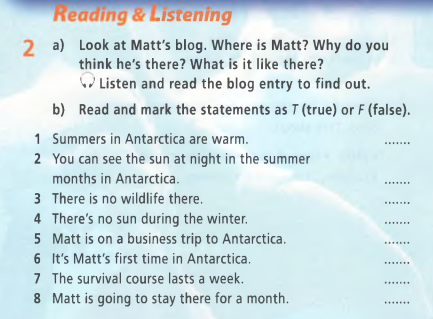 Reading & Listening
2 a) Look at Matt's blog. Where is Matt? Why do you
think he's there? What is it like there?
Listen and read the blog entry to find out.
b) Read and mark the statements as T (true) or F (false).
1 Summers in Antarctica are warm. .......
2 You can see the sun at night in the summer
months in Antarctica. .......
3 There is no wildlife there. .......
4 There's no sun during the winter. .......
5 Matt is on a business trip to Antarctica. .......
6 It's Matt's first time in Antarctica. .......
7 The survival course lasts a week. .......
8 Matt is going to stay there for a month. .......